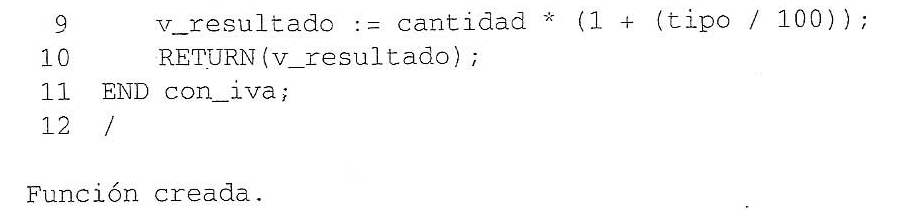 9 v_resultado := cantidad * (1 + (tipo / 100));
10 RETURN(v_resultado);
11 END con_iva;
12 /
Función creada.